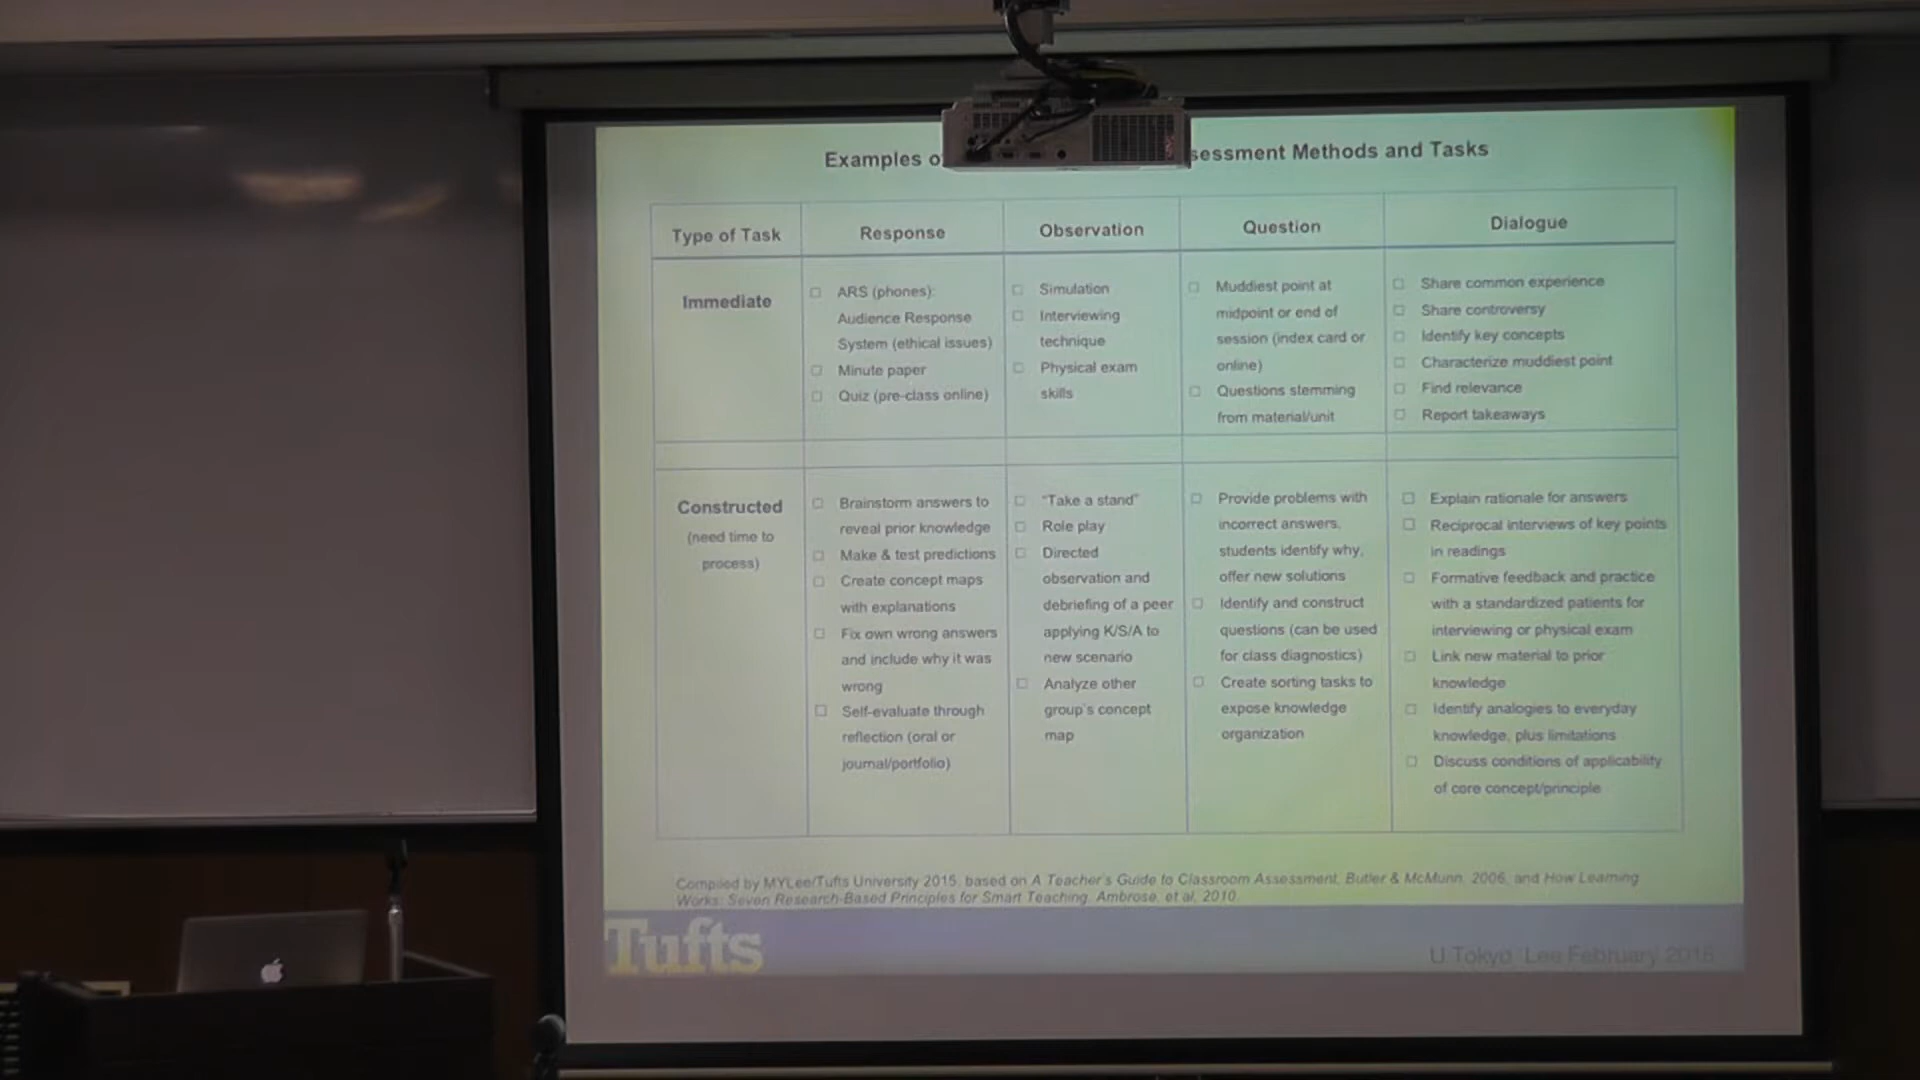 Examples o
sessment Methods and Tasks
Type of Task
Response
Observation
Question
Dialogue
Immediate
☐ ARS (phones):
Audience Response
System (ethical issues)
☐ Minute paper
☐ Quiz (pre-class online)
☐ Simulation
☐ Interviewing
technique
☐ Physical exam
skills
☐ Muddiest point at
midpoint or end of
session (index card or
online)
☐ Questions stemming
from material/unit
☐ Share common experience
☐ Share controversy
☐ Identify key concepts
☐ Characterize muddiest point
☐ Find relevance
☐ Report takeaways
Constructed
(need time to
process)
☐ Brainstorm answers to
reveal prior knowledge
☐ Make & test predictions
☐ Create concept maps
with explanations
☐ Fix own wrong answers
and include why it was
wrong
☐ Self-evaluate through
reflection (oral or
journal/portfolio)
☐ "Take a stand"
☐ Role play
☐ Directed
observation and
debriefing of a peer
applying K/S/A to
new scenario
☐ Analyze other
group's concept
map
☐ Provide problems with
incorrect answers,
students identify why,
offer new solutions
☐ Identify and construct
questions (can be used
for class diagnostics)
☐ Create sorting tasks to
expose knowledge
organization
☐ Explain rationale for answers
☐ Reciprocal interviews of key points
in readings
☐ Formative feedback and practice
with a standardized patients for
interviewing or physical exam
☐ Link new material to prior
knowledge
☐ Identify analogies to everyday
knowledge, plus limitations
☐ Discuss conditions of applicability
of core concept/principle
Compiled by MYLee/Tufts University 2015, based on A Teacher's Guide to Classroom Assessment, Butler & McMunn, 2006, and How Learning
Works: Seven Research-Based Principles for Smart Teaching, Ambrose, et al, 2010
Tufts
U Tokyo Lee February 2015